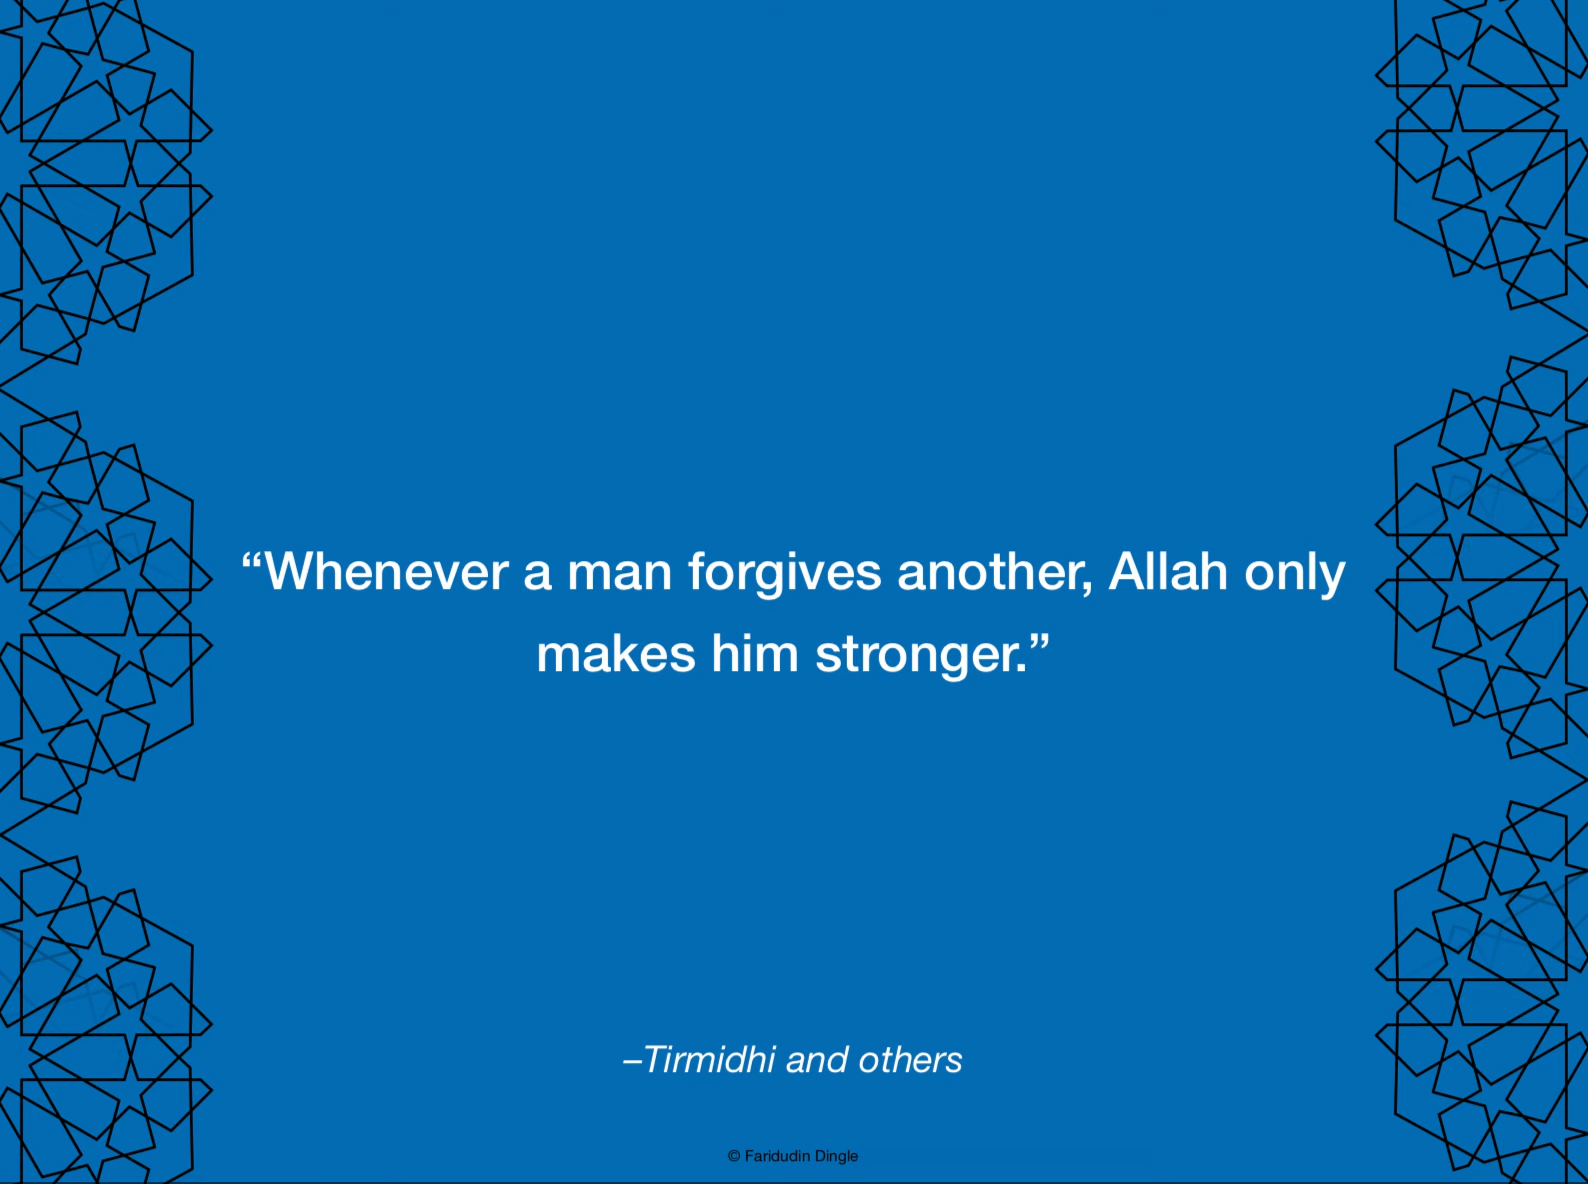 “Whenever a man forgives another, Allah only
makes him stronger.”
–Tirmidhi and others
© Faridudin Dingle